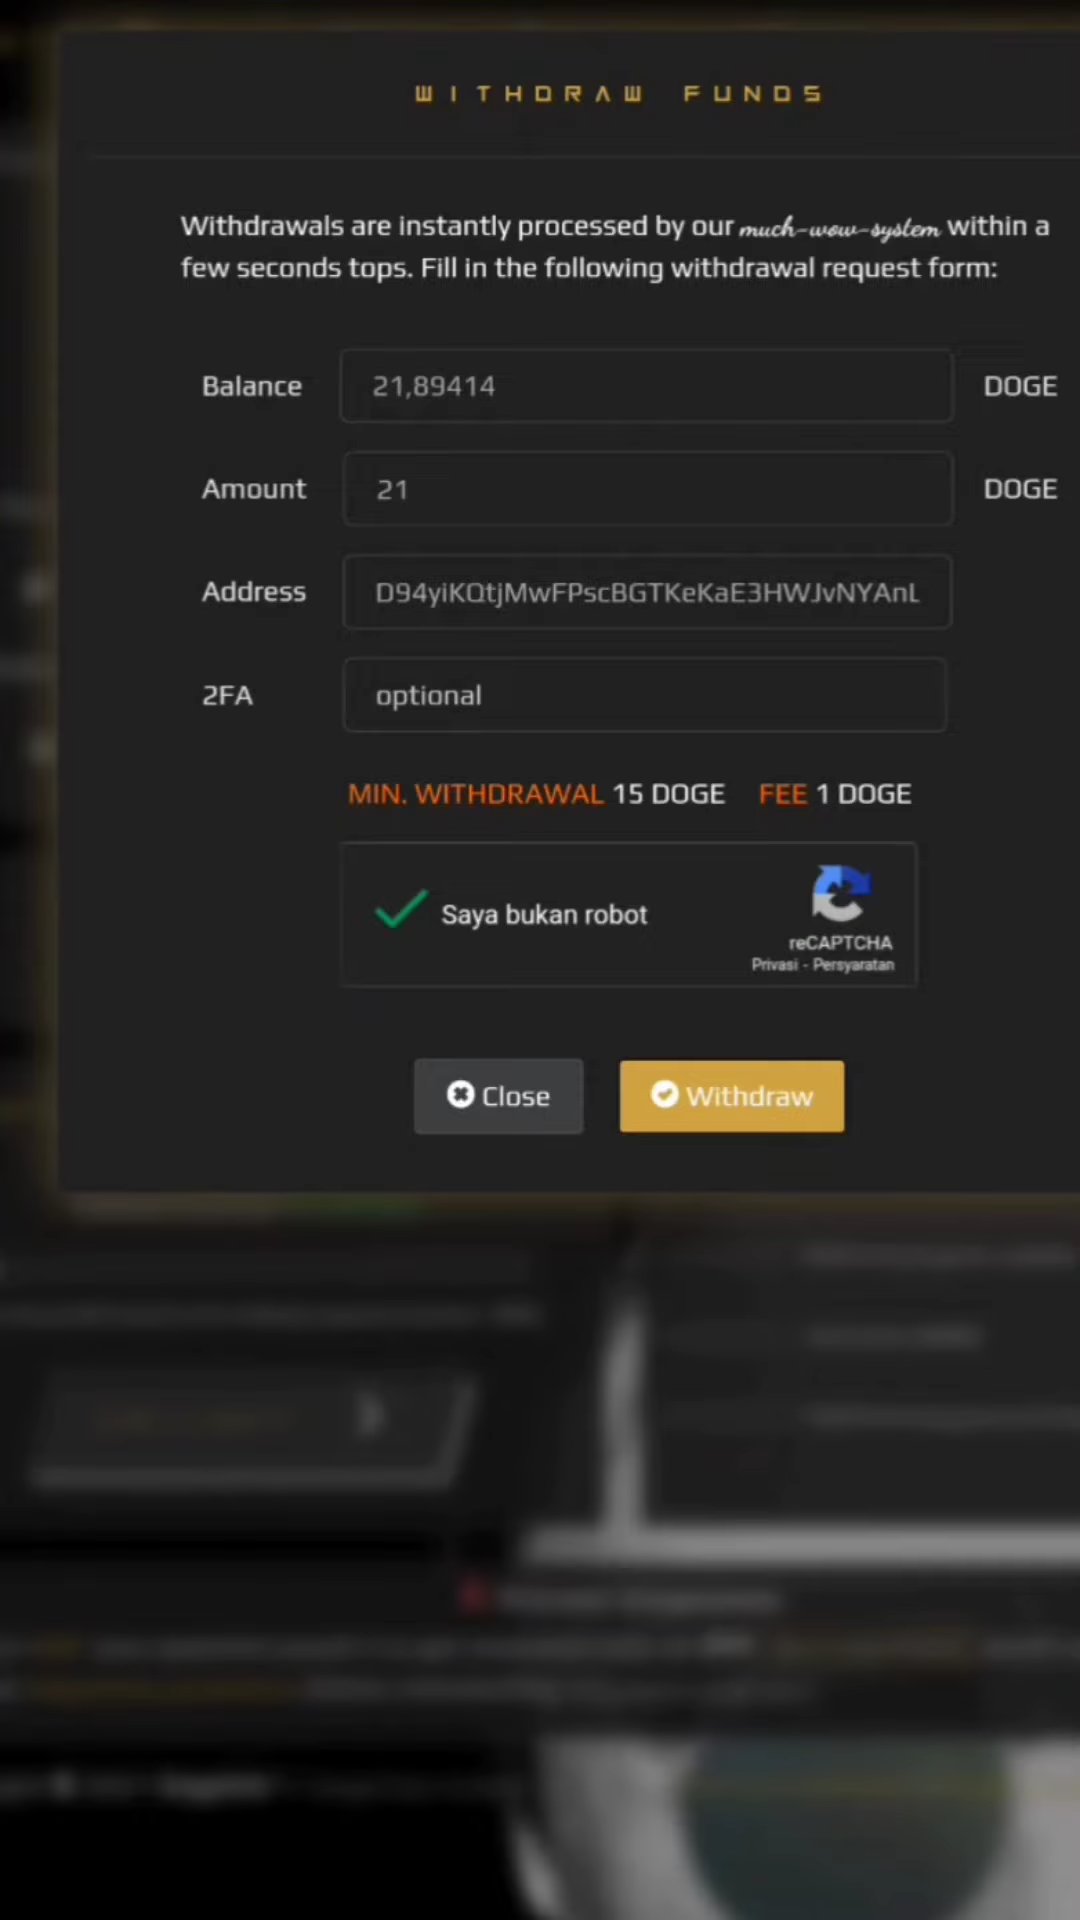 WITHDRAW FUNDS
Withdrawals are instantly processed by our much-wow-system within a
few seconds tops. Fill in the following withdrawal request form:
Balance 21,89414 DOGE
Amount 21 DOGE
Address D94yiKQtjMwFPscBGTKeKaE3HWJvNYAnL
2FA optional
MIN. WITHDRAWAL 15 DOGE FEE 1 DOGE
Saya bukan robot
reCAPTCHA
Privasi - Persyaratan
Close Withdraw